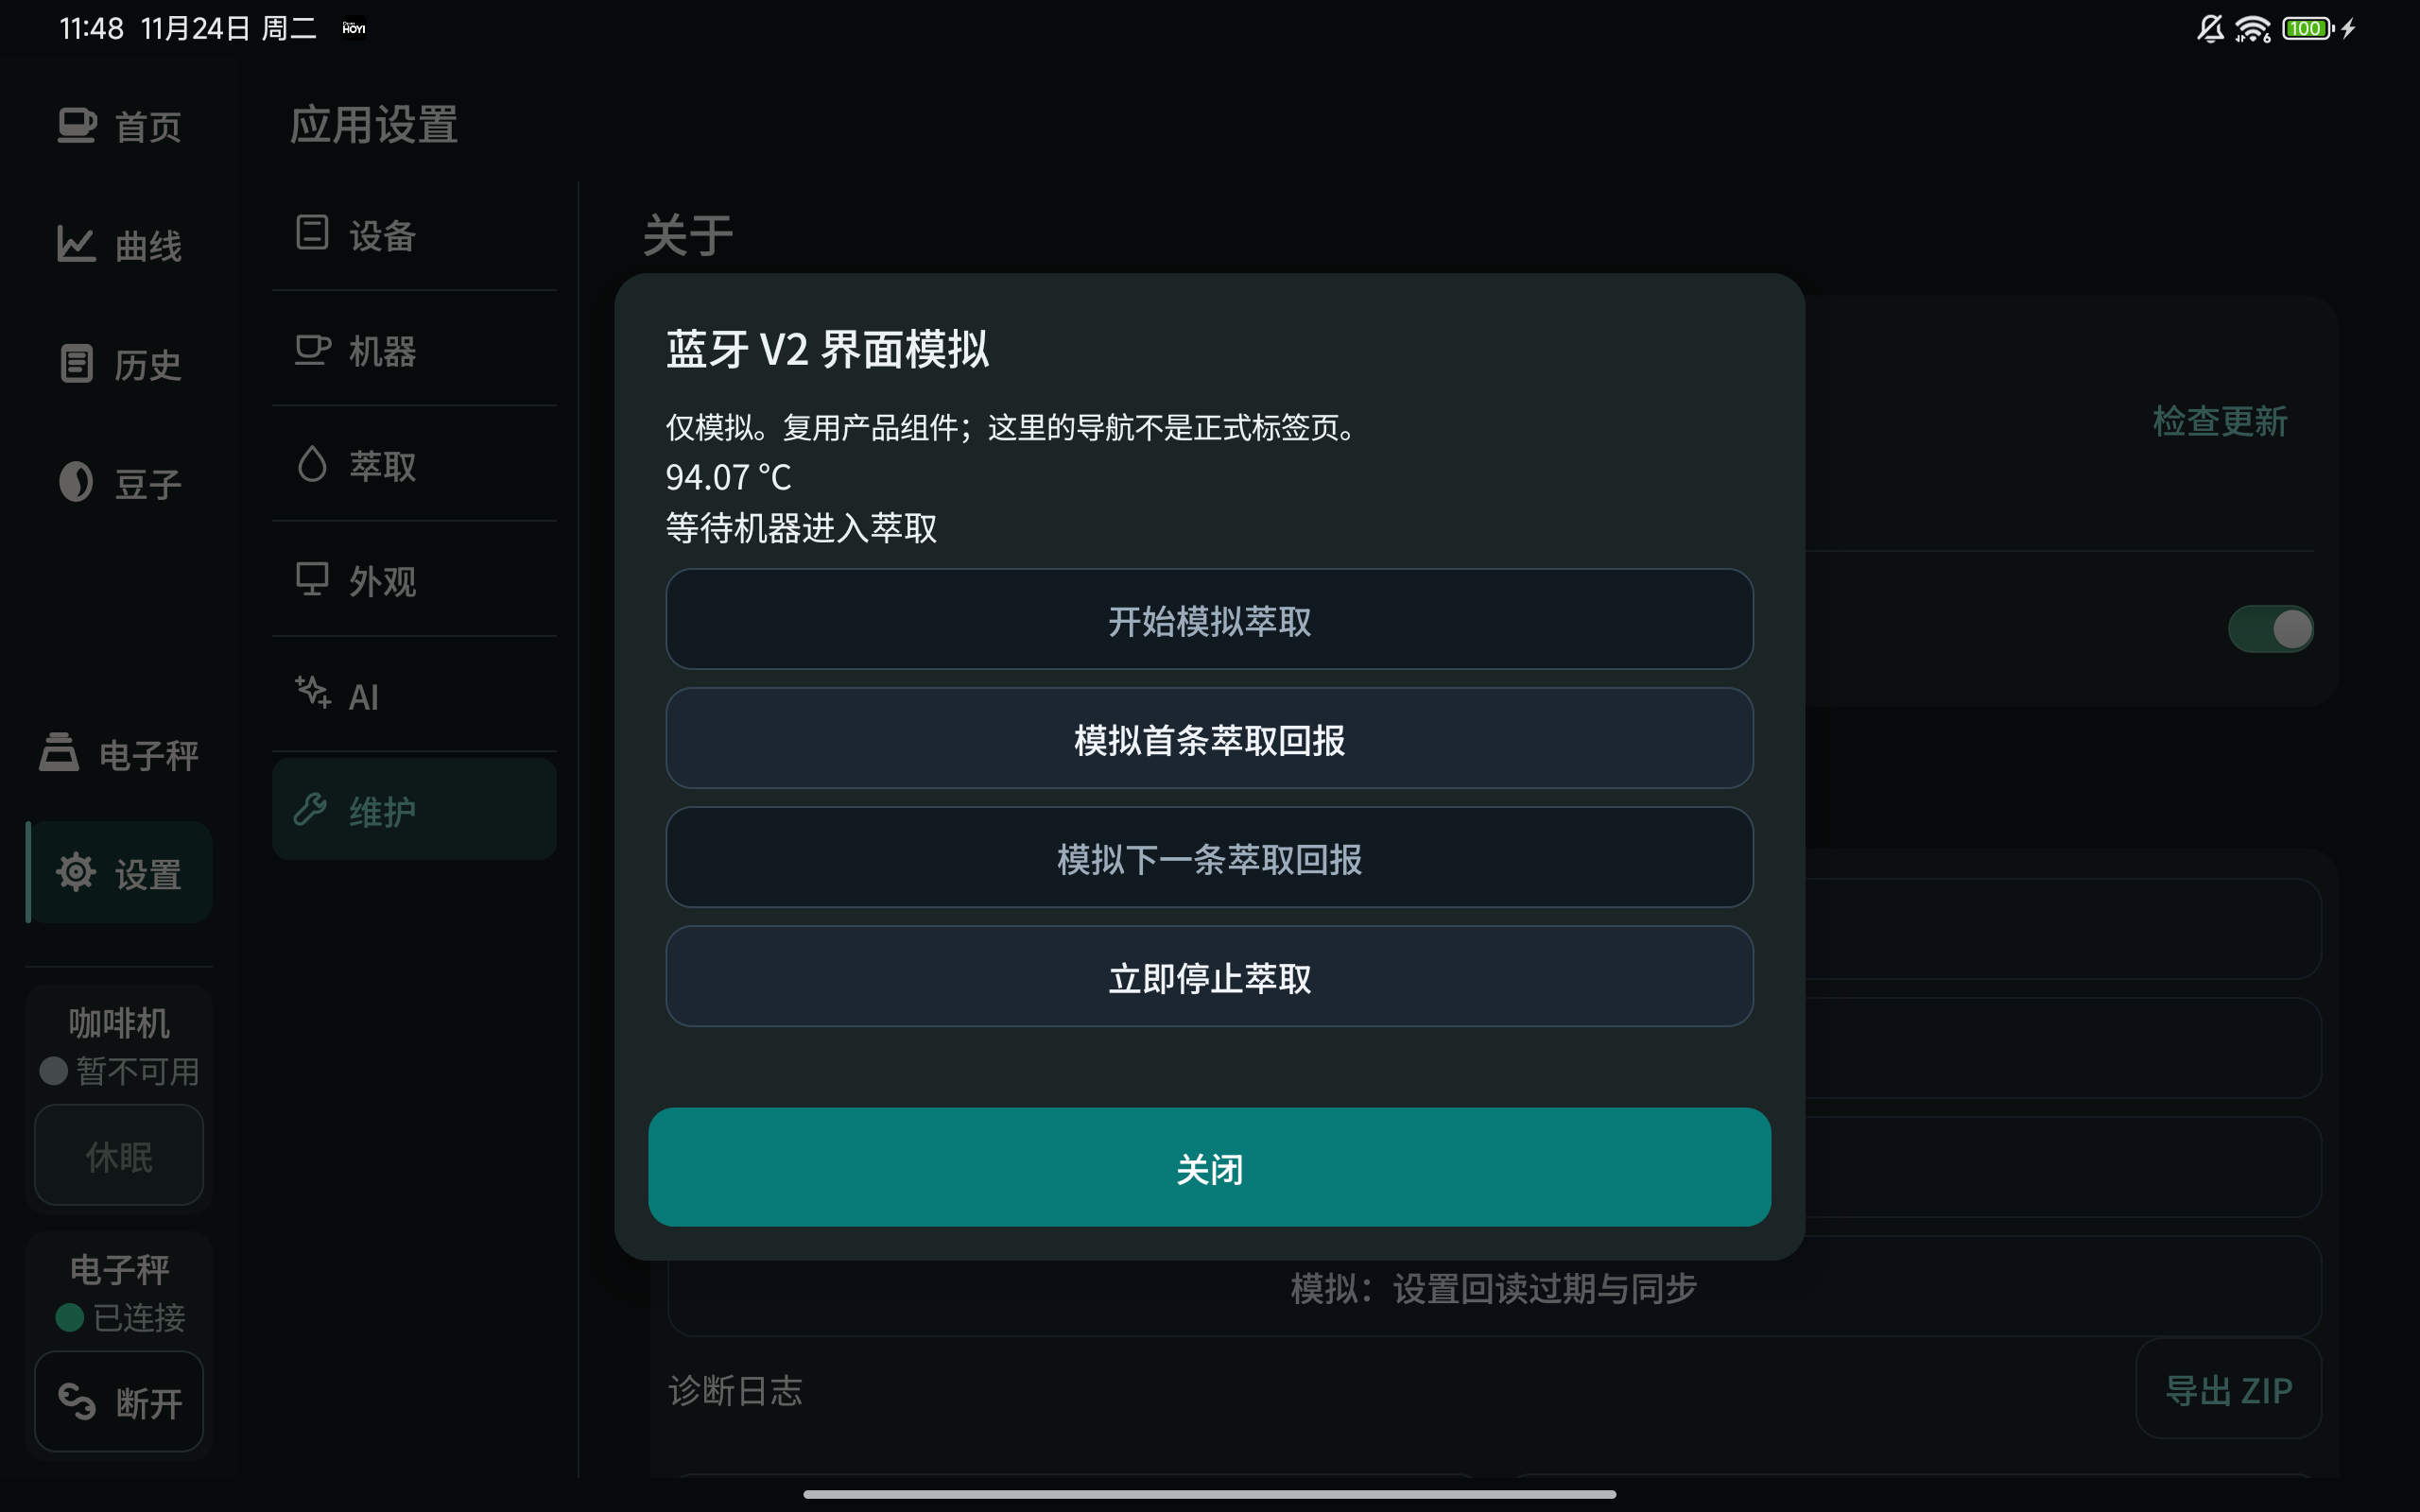 11:48 11月24日 周二
HOYI
100
首页
曲线
历史
豆子
电子秤
设置
咖啡机
暂不可用
休眠
电子秤
已连接
断开
应用设置
设备
机器
萃取
外观
AI
维护
关于
检查更新
蓝牙 V2 界面模拟
仅模拟。复用产品组件；这里的导航不是正式标签页。
94.07 °C
等待机器进入萃取
开始模拟萃取
模拟首条萃取回报
模拟下一条萃取回报
立即停止萃取
关闭
模拟：设置回读过期与同步
诊断日志
导出 ZIP